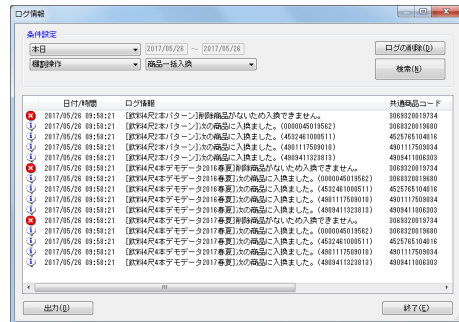 ログ情報
条件設定
本日 2017/05/26 ～ 2017/05/26 ログの削除(D)
棚割操作 商品一括入換 検索(N)
日付/時間 ログ情報 共通商品コード
2017/05/26 09:58:21 [飲料4尺2本パターン]削除商品がないため入換できません。 3069320019734
2017/05/26 09:58:21 [飲料4尺2本パターン]次の商品に入換ました。(0000045019562) 3068320019680
2017/05/26 09:58:21 [飲料4尺2本パターン]次の商品に入換ました。(4532461000511) 4525765104016
2017/05/26 09:58:21 [飲料4尺2本パターン]次の商品に入換ました。(4901117509010) 4901117509034
2017/05/26 09:58:21 [飲料4尺2本パターン]次の商品に入換ました。(4909411323813) 4909411006303
2017/05/26 09:58:21 [飲料4尺4本デモデータ2016春夏]削除商品がないため入換できません。 3069320019734
2017/05/26 09:58:21 [飲料4尺4本デモデータ2016春夏]次の商品に入換ました。(0000045019562) 3068320019680
2017/05/26 09:58:21 [飲料4尺4本デモデータ2016春夏]次の商品に入換ました。(4532461000511) 4525765104016
2017/05/26 09:58:21 [飲料4尺4本デモデータ2016春夏]次の商品に入換ました。(4901117509010) 4901117509034
2017/05/26 09:58:21 [飲料4尺4本デモデータ2016春夏]次の商品に入換ました。(4909411323813) 4909411006303
2017/05/26 09:58:21 [飲料4尺4本デモデータ2017春夏]削除商品がないため入換できません。 3069320019734
2017/05/26 09:58:21 [飲料4尺4本デモデータ2017春夏]次の商品に入換ました。(0000045019562) 3068320019680
2017/05/26 09:58:21 [飲料4尺4本デモデータ2017春夏]次の商品に入換ました。(4532461000511) 4525765104016
2017/05/26 09:58:21 [飲料4尺4本デモデータ2017春夏]次の商品に入換ました。(4901117509010) 4901117509034
2017/05/26 09:58:21 [飲料4尺4本デモデータ2017春夏]次の商品に入換ました。(4909411323813) 4909411006303
出力(O) 終了(E)